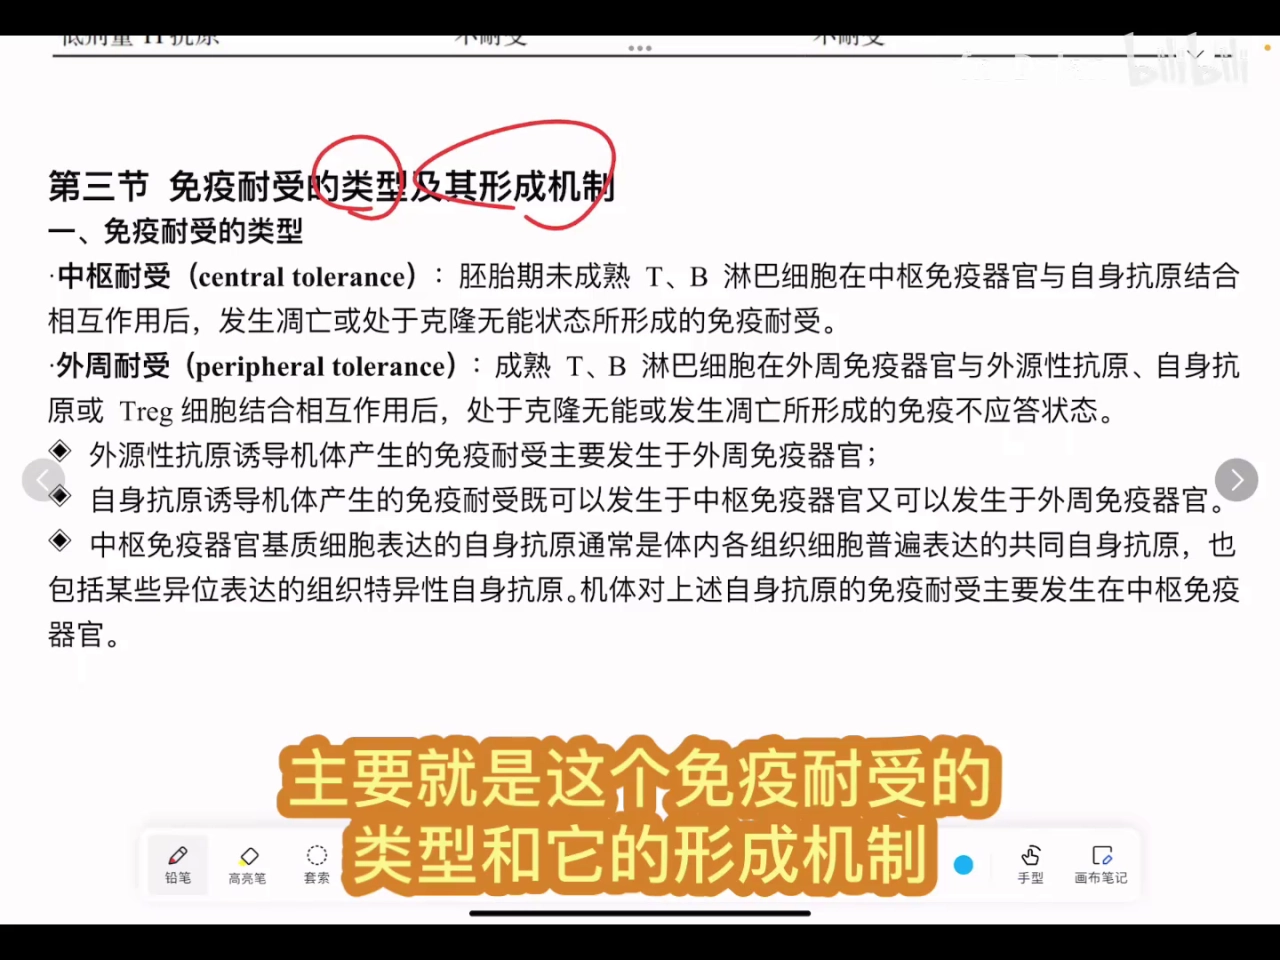 低剂量 TI 抗原 不耐受 不耐受
bilibili
第三节 免疫耐受的类型及其形成机制
一、免疫耐受的类型
·中枢耐受（central tolerance）：胚胎期未成熟 T、B 淋巴细胞在中枢免疫器官与自身抗原结合
相互作用后，发生凋亡或处于克隆无能状态所形成的免疫耐受。
·外周耐受（peripheral tolerance）：成熟 T、B 淋巴细胞在外周免疫器官与外源性抗原、自身抗
原或 Treg 细胞结合相互作用后，处于克隆无能或发生凋亡所形成的免疫不应答状态。
◈ 外源性抗原诱导机体产生的免疫耐受主要发生于外周免疫器官；
◈ 自身抗原诱导机体产生的免疫耐受既可以发生于中枢免疫器官又可以发生于外周免疫器官。
◈ 中枢免疫器官基质细胞表达的自身抗原通常是体内各组织细胞普遍表达的共同自身抗原，也
包括某些异位表达的组织特异性自身抗原。机体对上述自身抗原的免疫耐受主要发生在中枢免疫
器官。
主要就是这个免疫耐受的
类型和它的形成机制
铅笔 高亮笔 套索 手型 画布笔记